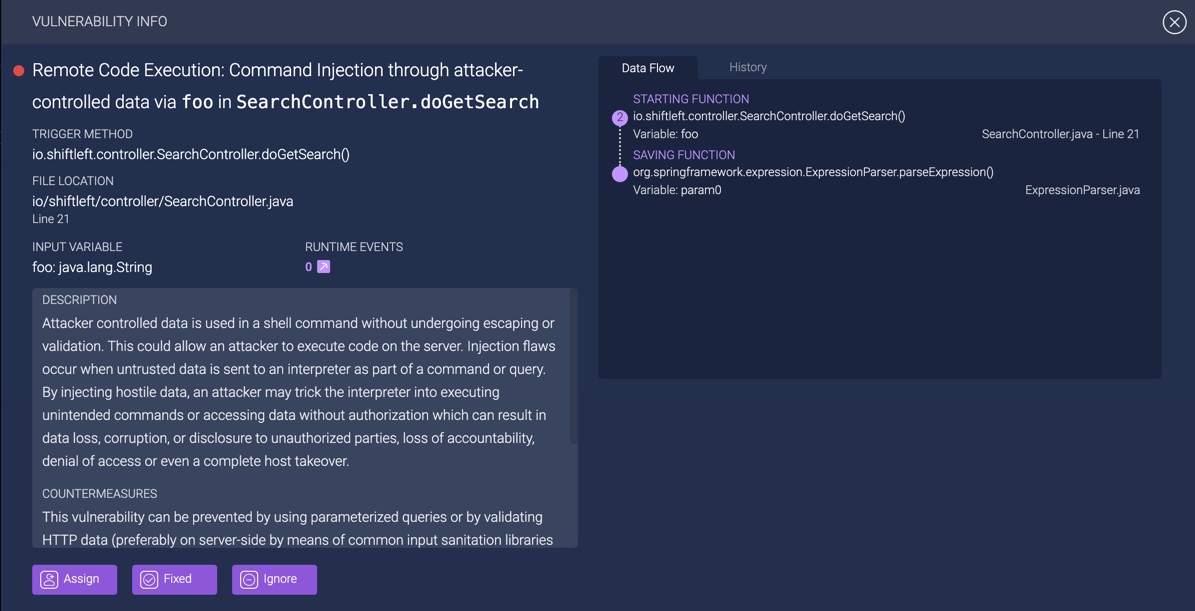 VULNERABILITY INFO
Remote Code Execution: Command Injection through attacker-
controlled data via foo in SearchController.doGetSearch
TRIGGER METHOD
io.shiftleft.controller.SearchController.doGetSearch()
FILE LOCATION
io/shiftleft/controller/SearchController.java
Line 21
INPUT VARIABLE
foo: java.lang.String
RUNTIME EVENTS
0
DESCRIPTION
Attacker controlled data is used in a shell command without undergoing escaping or
validation. This could allow an attacker to execute code on the server. Injection flaws
occur when untrusted data is sent to an interpreter as part of a command or query.
By injecting hostile data, an attacker may trick the interpreter into executing
unintended commands or accessing data without authorization which can result in
data loss, corruption, or disclosure to unauthorized parties, loss of accountability,
denial of access or even a complete host takeover.
COUNTERMEASURES
This vulnerability can be prevented by using parameterized queries or by validating
HTTP data (preferably on server-side by means of common input sanitation libraries
Assign
Fixed
Ignore
Data Flow
History
STARTING FUNCTION
2
io.shiftleft.controller.SearchController.doGetSearch()
Variable: foo
SearchController.java - Line 21
SAVING FUNCTION
org.springframework.expression.ExpressionParser.parseExpression()
Variable: param0
ExpressionParser.java